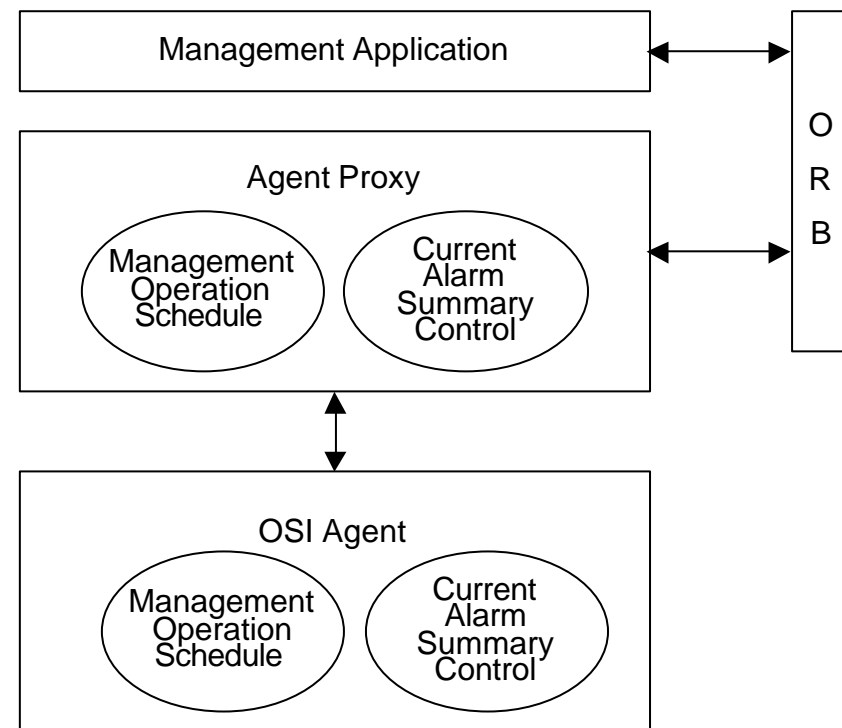 Management Application
O
R
B
Agent Proxy
Management
Operation
Schedule
Current
Alarm
Summary
Control
OSI Agent
Management
Operation
Schedule
Current
Alarm
Summary
Control